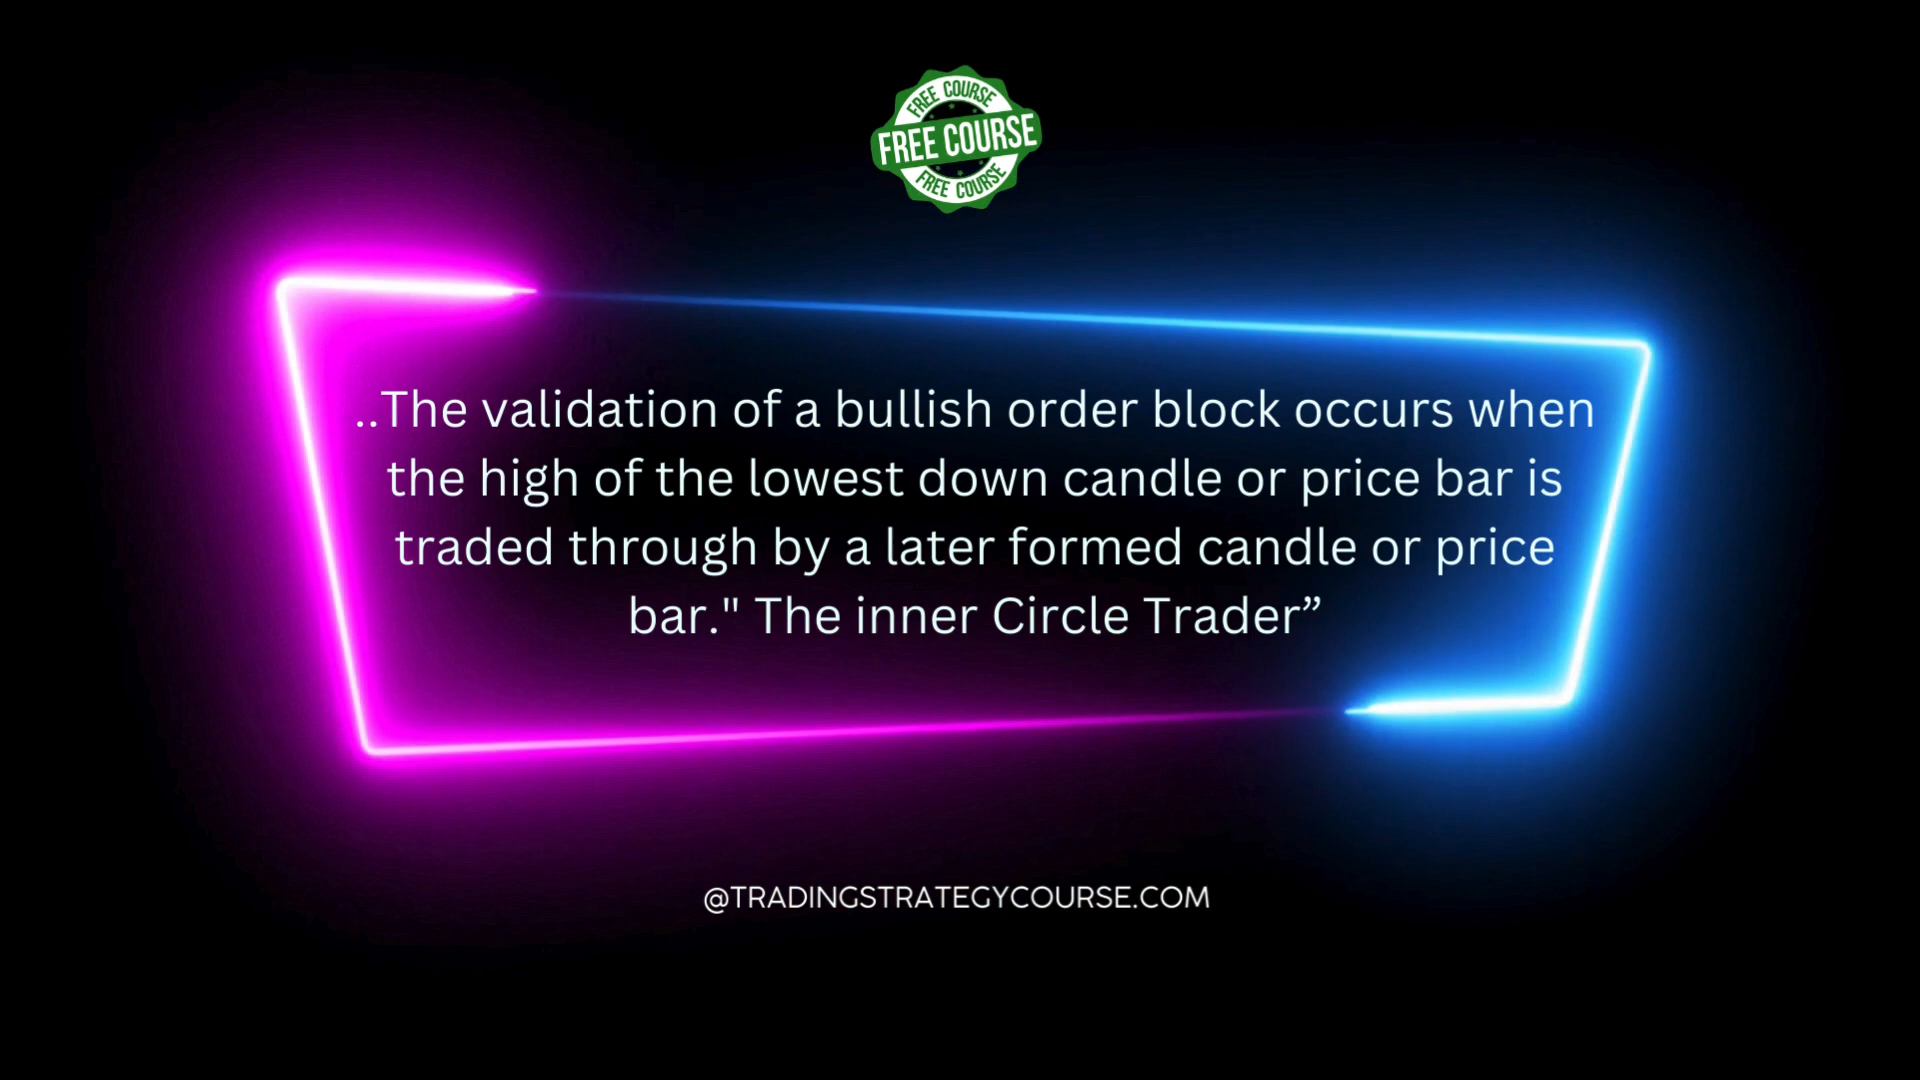 FREE COURSE
FREE COURSE
FREE COURSE
..The validation of a bullish order block occurs when
the high of the lowest down candle or price bar is
traded through by a later formed candle or price
bar." The inner Circle Trader”
@TRADINGSTRATEGYCOURSE.COM